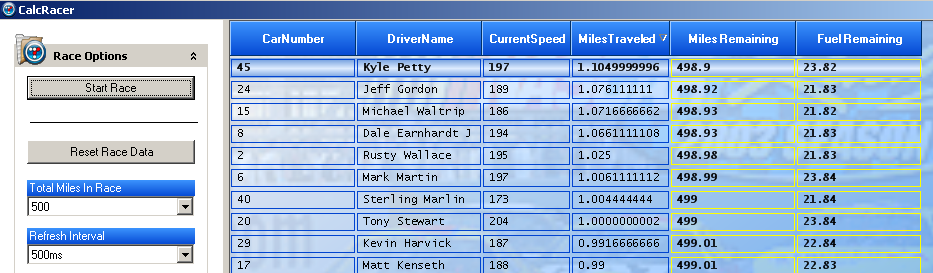 CalcRacer
Race Options
Start Race
Reset Race Data
Total Miles In Race
500
Refresh Interval
500ms
CarNumber DriverName CurrentSpeed MilesTraveled Miles Remaining Fuel Remaining
45 Kyle Petty 197 1.1049999996 498.9 23.82
24 Jeff Gordon 189 1.076111111 498.92 21.83
15 Michael Waltrip 186 1.0716666662 498.93 21.82
8 Dale Earnhardt J 194 1.0661111108 498.93 21.83
2 Rusty Wallace 195 1.025 498.98 21.83
6 Mark Martin 197 1.0061111112 498.99 23.84
40 Sterling Marlin 173 1.004444444 499 21.84
20 Tony Stewart 204 1.0000000002 499 23.84
29 Kevin Harvick 187 0.9916666666 499.01 22.84
17 Matt Kenseth 188 0.99 499.01 22.83